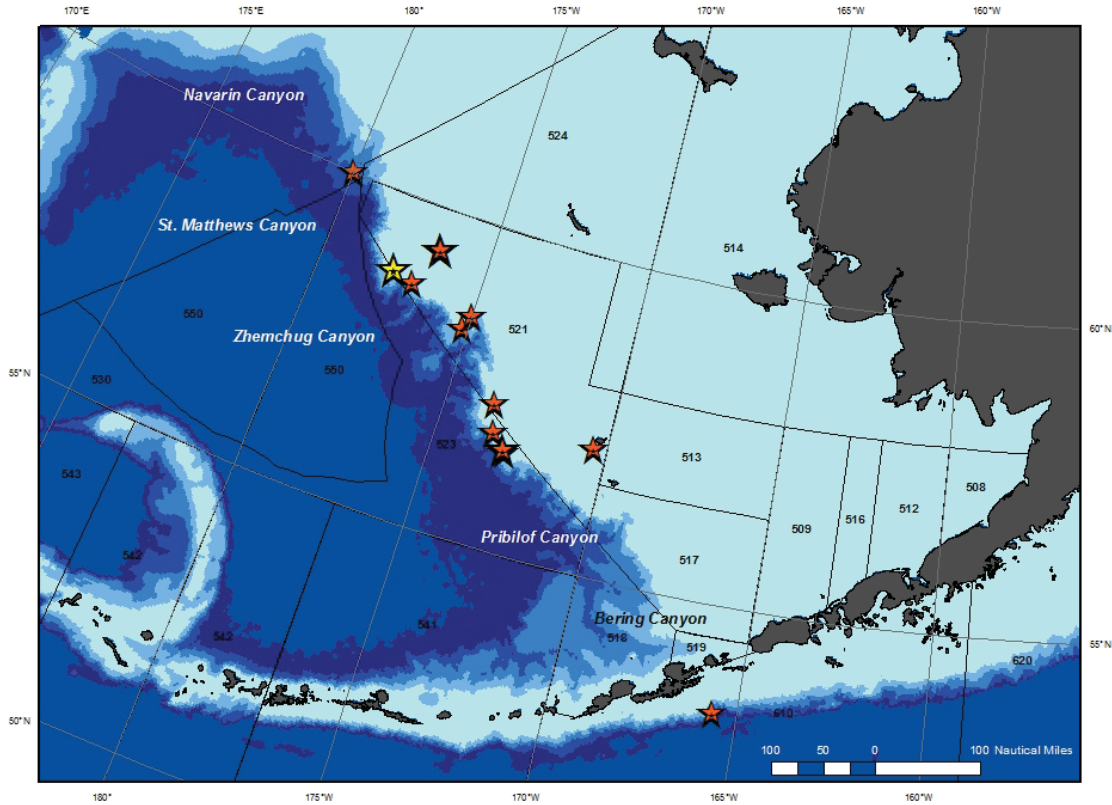 170°E 175°E 180° 175°W 170°W 165°W 160°W
Navarin Canyon
524
St. Matthews Canyon
514
550
521
Zhemchug Canyon
60°N
550
55°N
530
523
513
543
508
512
509
516
Pribilof Canyon
542
517
Bering Canyon
541
542
518
519
620
610
50°N
100 50 0 100 Nautical Miles
180° 175°W 170°W 165°W 160°W